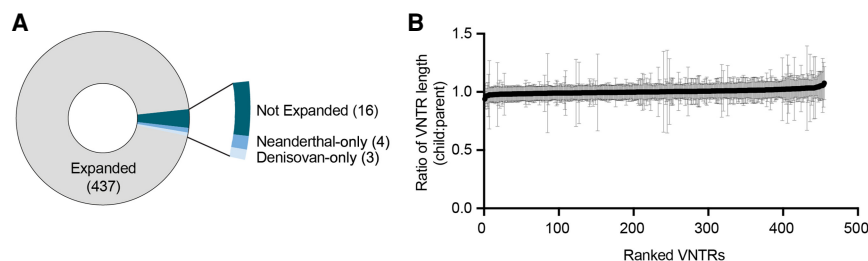 A
Expanded
(437)
Not Expanded (16)
Neanderthal-only (4)
Denisovan-only (3)
B
Ratio of VNTR length
(child:parent)
1.5
1.0
0.5
0.0
0
100
200
300
400
500
Ranked VNTRs